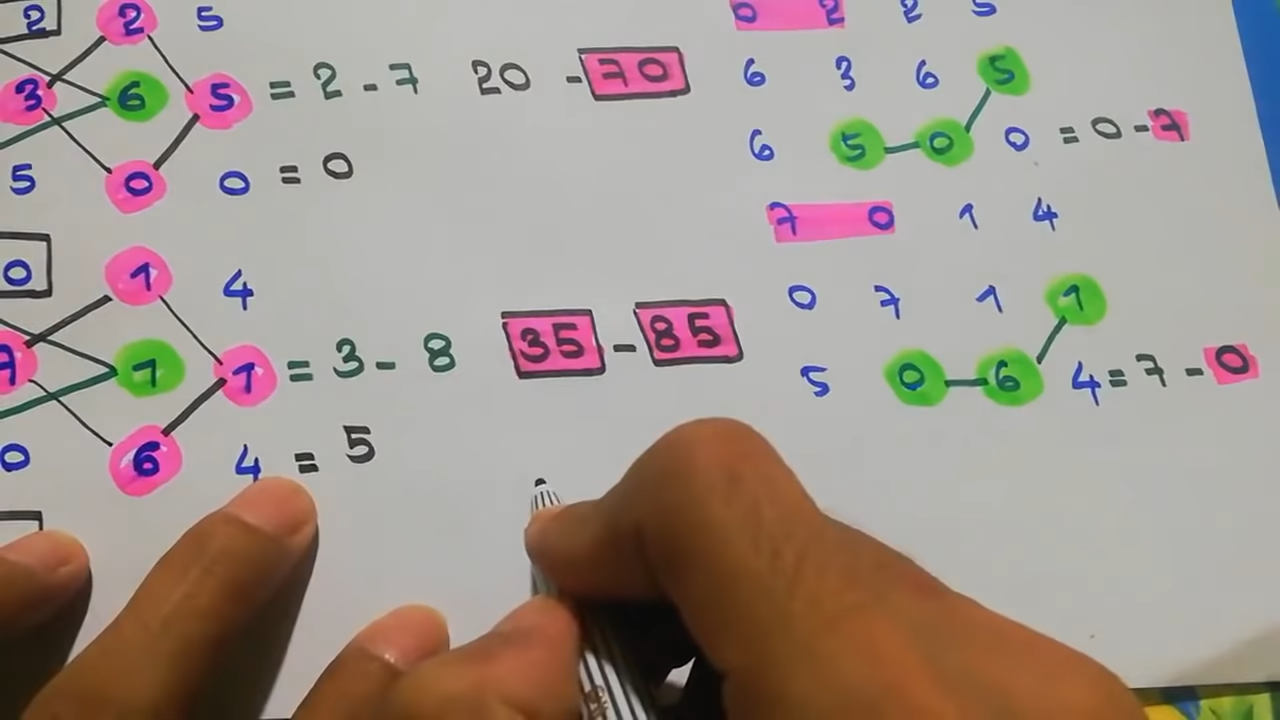 2 2 5
3 6 5 = 2 - 7 20 - 70
5 0 0 = 0
0 1 4
7 7 1 = 3 - 8 35 - 85
0 6 4 = 5
0 2 2 5
6 3 6 5
6 5 0 0 = 0 - 7
7 0 1 4
0 7 1 1
5 0 6 4 = 7 - 0